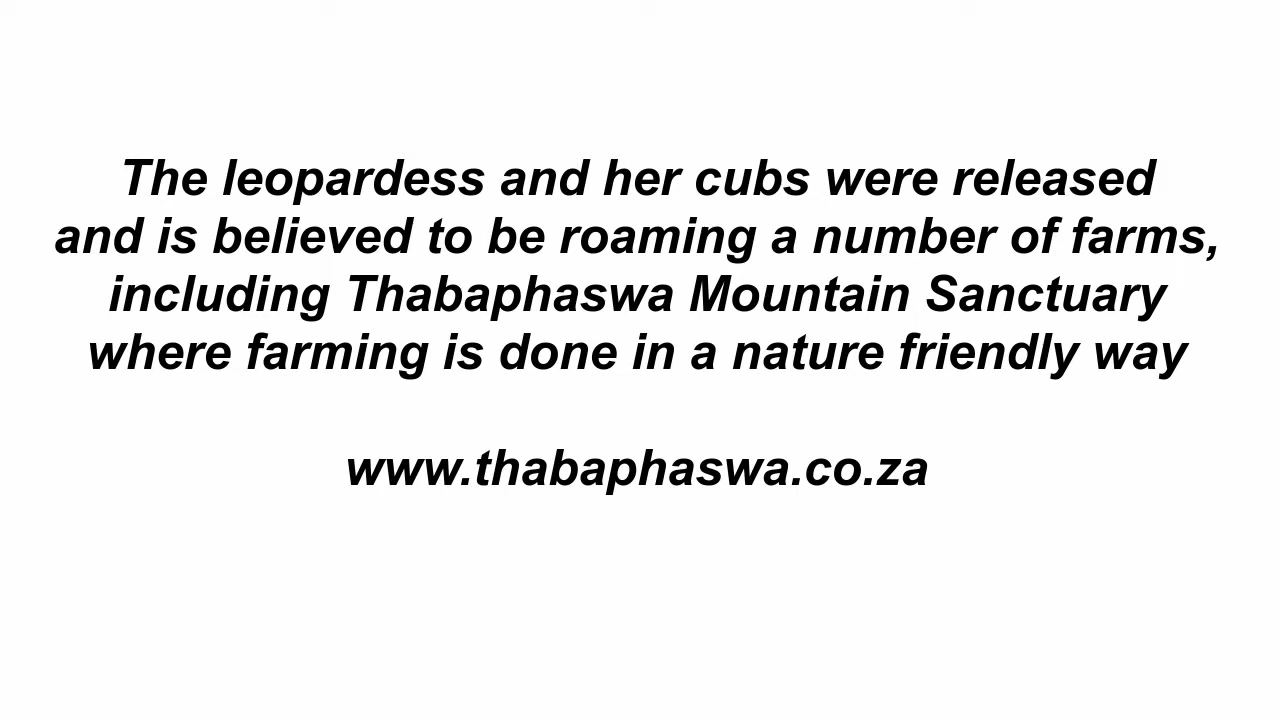 The leopardess and her cubs were released
and is believed to be roaming a number of farms,
including Thabaphaswa Mountain Sanctuary
where farming is done in a nature friendly way
www.thabaphaswa.co.za